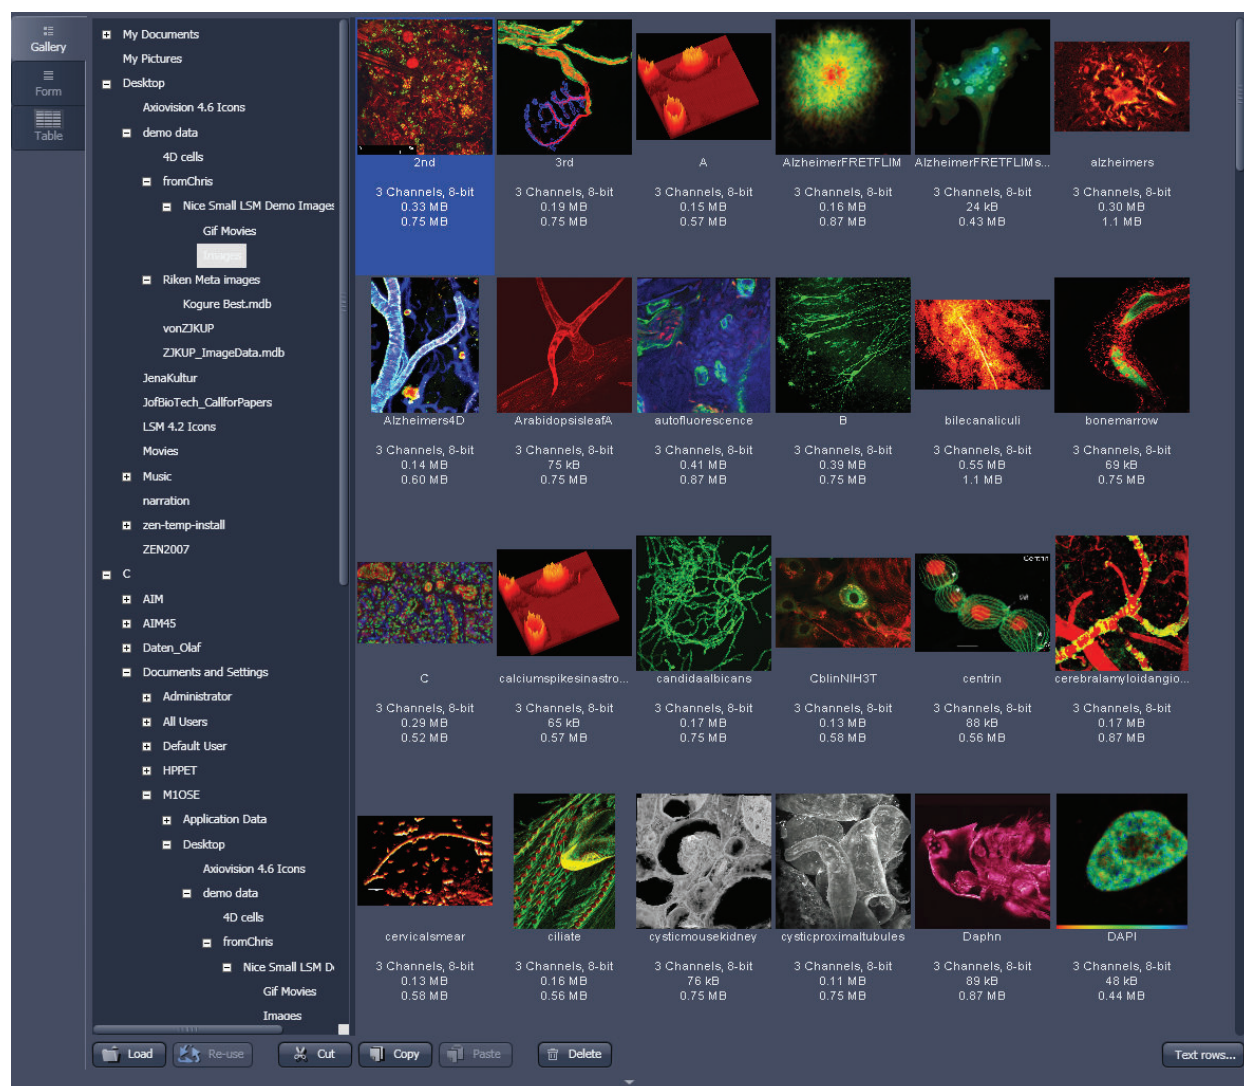 Gallery
Form
Table
My Documents
My Pictures
Desktop
Axiovision 4.6 Icons
demo data
4D cells
fromChris
Nice Small LSM Demo Images
Gif Movies
Images
Riken Meta images
Kogure Best.mdb
vonZJKUP
ZJKUP_ImageData.mdb
JenaKultur
JofBioTech_CallforPapers
LSM 4.2 Icons
Movies
Music
narration
zen-temp-install
ZEN2007
C
AIM
AIM45
Daten_Olaf
Documents and Settings
Administrator
All Users
Default User
HPPET
M1OSE
Application Data
Desktop
Axiovision 4.6 Icons
demo data
4D cells
fromChris
Nice Small LSM D
Gif Movies
Images
2nd 3rd A AlzheimerFRETFLIM AlzheimerFRETFLIMs... alzheimers
3 Channels, 8-bit 3 Channels, 8-bit 3 Channels, 8-bit 3 Channels, 8-bit 3 Channels, 8-bit 3 Channels, 8-bit
0.33 MB 0.19 MB 0.15 MB 0.16 MB 24 kB 0.30 MB
0.75 MB 0.75 MB 0.57 MB 0.87 MB 0.43 MB 1.1 MB
Alzheimers4D ArabidopsisleafA autofluorescence B bilecanaliculi bonemarrow
3 Channels, 8-bit 3 Channels, 8-bit 3 Channels, 8-bit 3 Channels, 8-bit 3 Channels, 8-bit 3 Channels, 8-bit
0.14 MB 75 kB 0.41 MB 0.39 MB 0.55 MB 69 kB
0.60 MB 0.75 MB 0.87 MB 0.75 MB 1.1 MB 0.75 MB
Centrin
C calciumspikesinastro... candidaalbicans CblinNIH3T centrin cerebralamyloidangio...
3 Channels, 8-bit 3 Channels, 8-bit 3 Channels, 8-bit 3 Channels, 8-bit 3 Channels, 8-bit 3 Channels, 8-bit
0.29 MB 65 kB 0.17 MB 0.13 MB 88 kB 0.17 MB
0.52 MB 0.57 MB 0.75 MB 0.58 MB 0.56 MB 0.87 MB
cervicalsmear ciliate cysticmousekidney cysticproximaltubules Daphn DAPI
3 Channels, 8-bit 3 Channels, 8-bit 3 Channels, 8-bit 3 Channels, 8-bit 3 Channels, 8-bit 3 Channels, 8-bit
0.13 MB 0.16 MB 76 kB 0.11 MB 89 kB 48 kB
0.58 MB 0.56 MB 0.75 MB 0.75 MB 0.87 MB 0.44 MB
Load Re-use Cut Copy Paste Delete Text rows...